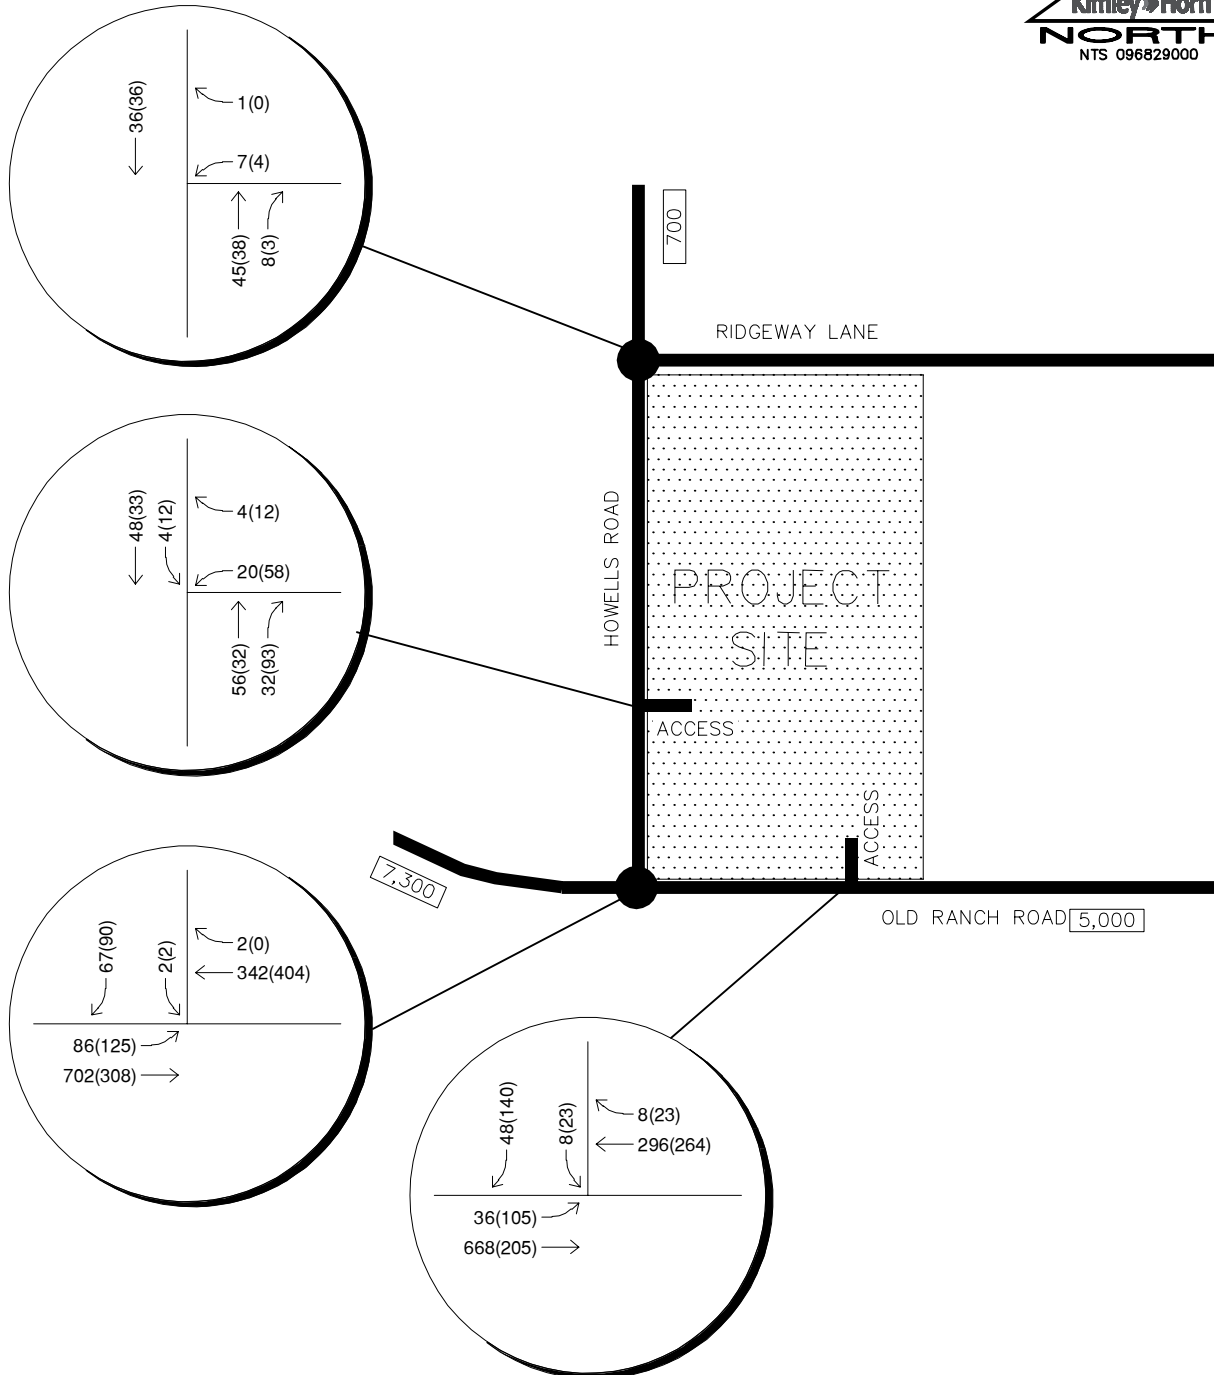 Kimley»Horn
NORTH
NTS 096829000
36(36)
1(0)
7(4)
45(38)
8(3)
700
RIDGEWAY LANE
48(33)
4(12)
4(12)
20(58)
56(32)
32(93)
HOWELLS ROAD
PROJECT
SITE
ACCESS
ACCESS
7,300
OLD RANCH ROAD 5,000
67(90)
2(2)
2(0)
342(404)
86(125)
702(308)
48(140)
8(23)
8(23)
296(264)
36(105)
668(205)